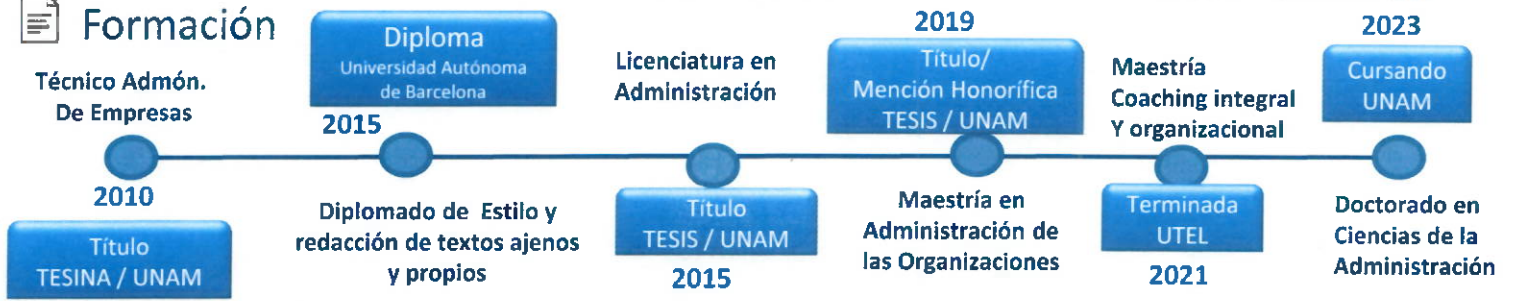 Formación
Técnico Admón.
De Empresas
2010
Título
TESINA / UNAM
Diploma
Universidad Autónoma
de Barcelona
2015
Diplomado de Estilo y
redacción de textos ajenos
y propios
Licenciatura en
Administración
Título
TESIS / UNAM
2015
2019
Título/
Mención Honorífica
TESIS / UNAM
Maestría en
Administración de
las Organizaciones
Maestría
Coaching integral
Y organizacional
Terminada
UTEL
2021
2023
Cursando
UNAM
Doctorado en
Ciencias de la
Administración